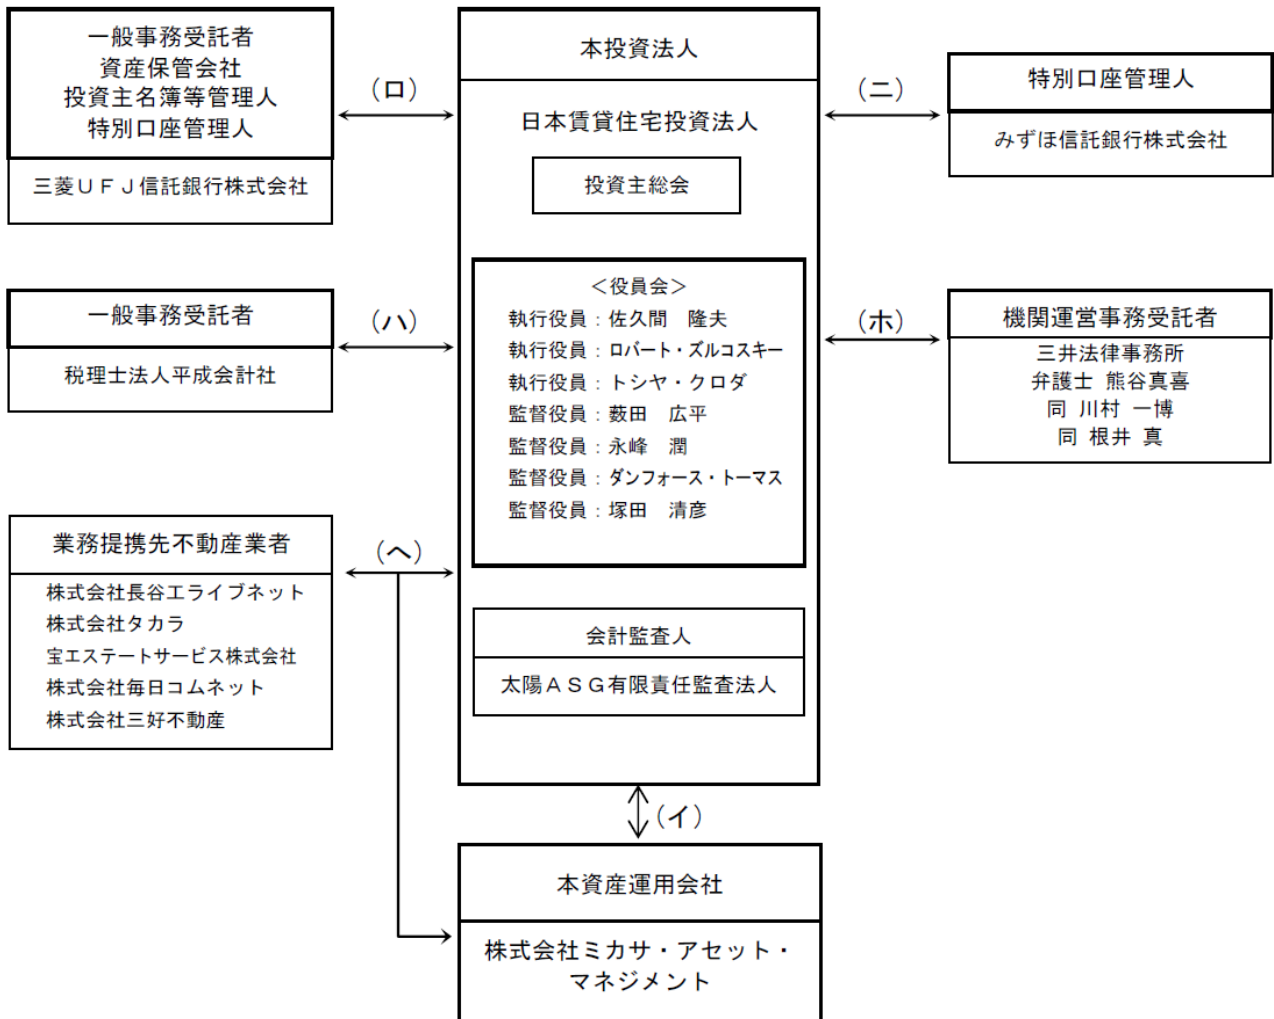 一般事務受託者
資産保管会社
投資主名簿等管理人
特別口座管理人
三菱ＵＦＪ信託銀行株式会社
（ロ）
本投資法人
日本賃貸住宅投資法人
投資主総会
（ニ）
特別口座管理人
みずほ信託銀行株式会社
一般事務受託者
税理士法人平成会計社
（ハ）
＜役員会＞
執行役員：佐久間　隆夫
執行役員：ロバート・ズルコスキー
執行役員：トシヤ・クロダ
監督役員：薮田　広平
監督役員：永峰　潤
監督役員：ダンフォース・トーマス
監督役員：塚田　清彦
（ホ）
機関運営事務受託者
三井法律事務所
弁護士 熊谷真喜
同 川村 一博
同 根井 真
業務提携先不動産業者
株式会社長谷工ライブネット
株式会社タカラ
宝エステートサービス株式会社
株式会社毎日コムネット
株式会社三好不動産
（ヘ）
会計監査人
太陽ＡＳＧ有限責任監査法人
（イ）
本資産運用会社
株式会社ミカサ・アセット・
マネジメント